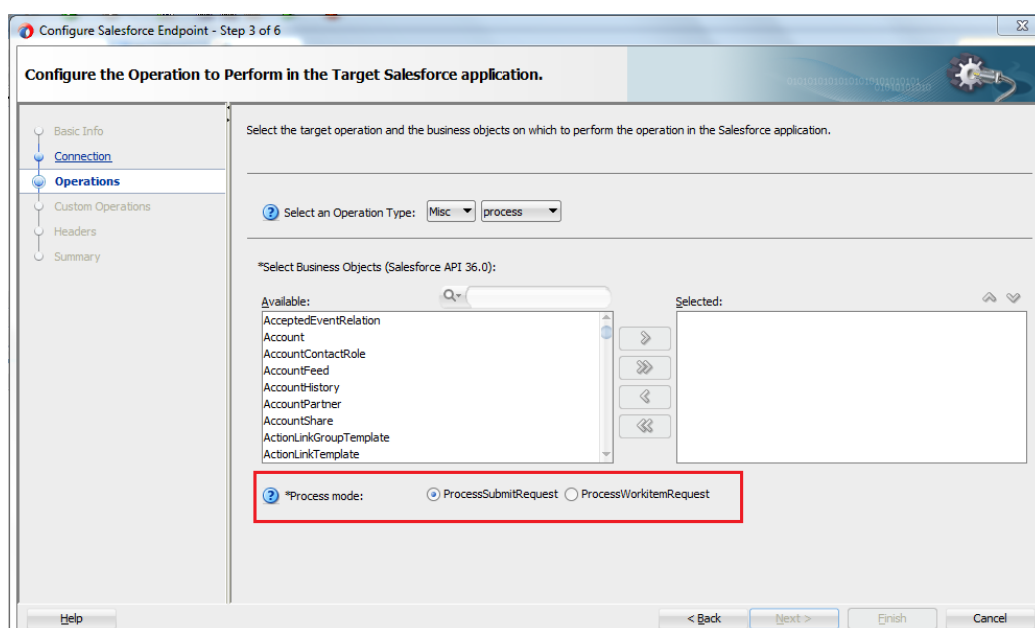 Configure Salesforce Endpoint - Step 3 of 6
Configure the Operation to Perform in the Target Salesforce application.
Basic Info
Connection
Operations
Custom Operations
Headers
Summary
Select the target operation and the business objects on which to perform the operation in the Salesforce application.
Select an Operation Type: Misc process
*Select Business Objects (Salesforce API 36.0):
Available:
Selected:
AcceptedEventRelation
Account
AccountContactRole
AccountFeed
AccountHistory
AccountPartner
AccountShare
ActionLinkGroupTemplate
ActionLinkTemplate
*Process mode: ProcessSubmitRequest ProcessWorkitemRequest
Help < Back Next > Finish Cancel